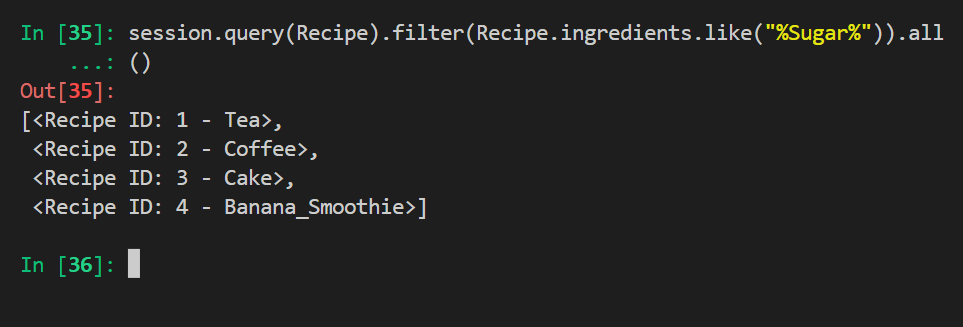 In [35]: session.query(Recipe).filter(Recipe.ingredients.like("%Sugar%")).all
    ...: ()
Out[35]:
[<Recipe ID: 1 - Tea>,
 <Recipe ID: 2 - Coffee>,
 <Recipe ID: 3 - Cake>,
 <Recipe ID: 4 - Banana_Smoothie>]
In [36]: